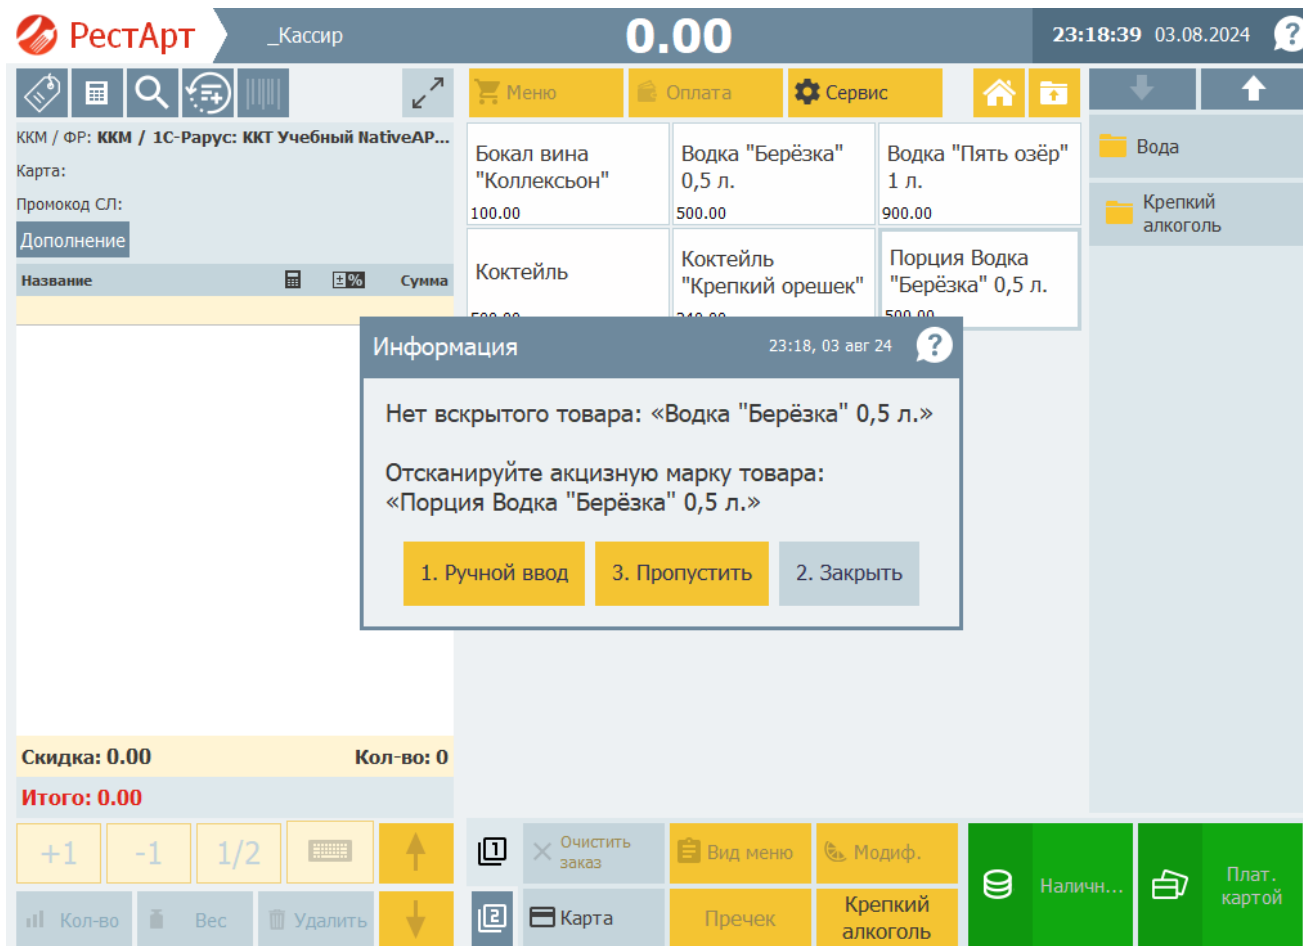 РестАрт
_Кассир
0.00
23:18:39 03.08.2024
?
ККМ / ФР: ККМ / 1С-Рарус: ККТ Учебный NativeAP...
Карта:
Промокод СЛ:
Дополнение
Название ±% Сумма
Скидка: 0.00 Кол-во: 0
Итого: 0.00
+1 -1 1/2
Кол-во Вес Удалить
Меню Оплата Сервис
Бокал вина
"Коллексьон"
100.00
Водка "Берёзка"
0,5 л.
500.00
Водка "Пять озёр"
1 л.
900.00
Коктейль
Коктейль
"Крепкий орешек"
Порция Водка
"Берёзка" 0,5 л.
500.00
Вода
Крепкий
алкоголь
Информация
23:18, 03 авг 24
?
Нет вскрытого товара: «Водка "Берёзка" 0,5 л.»
Отсканируйте акцизную марку товара:
«Порция Водка "Берёзка" 0,5 л.»
1. Ручной ввод 3. Пропустить 2. Закрыть
1
Очистить
заказ
Вид меню
Модиф.
2
Карта
Пречек
Крепкий
алкоголь
Наличн...
Плат.
картой